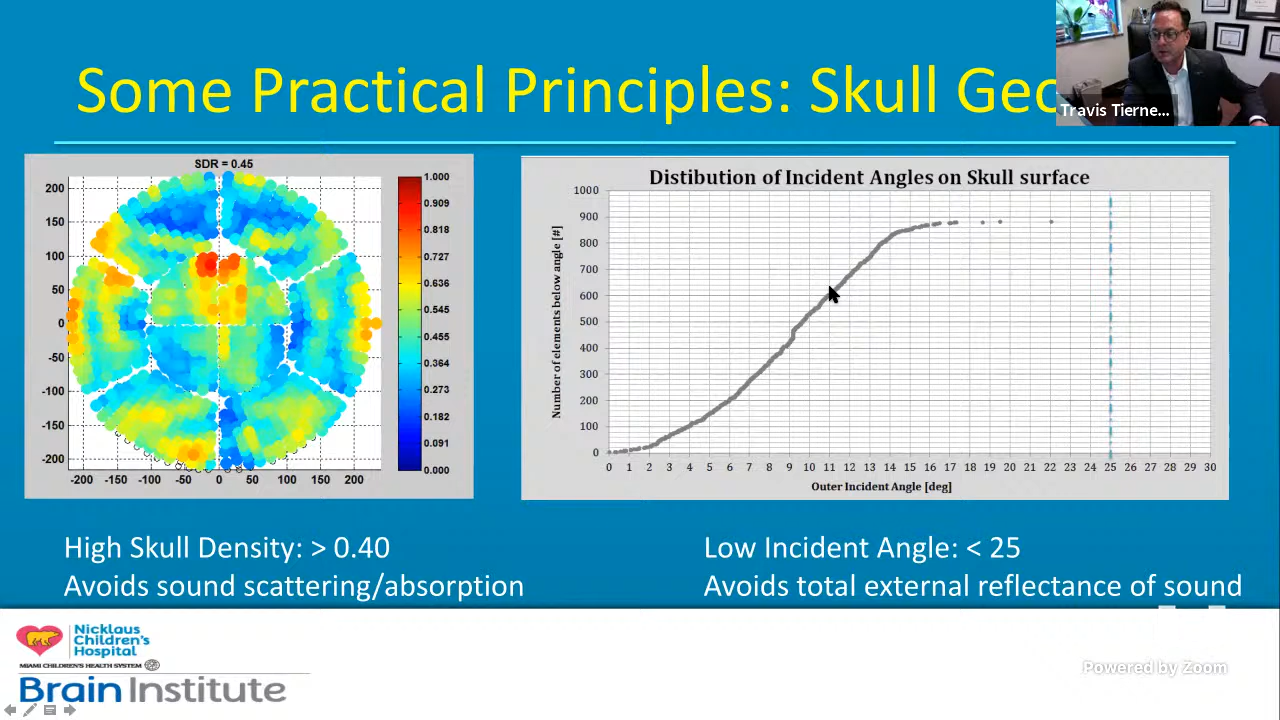 Some Practical Principles: Skull Geo
Travis Tierne...
SDR = 0.45
200
150
100
50
0
-50
-100
-150
-200
-200
-150
-100
-50
0
50
100
150
200
1.000
0.909
0.818
0.727
0.636
0.545
0.455
0.364
0.273
0.182
0.091
0.000
Distibution of Incident Angles on Skull surface
Number of elements below angle [#]
1000
900
800
700
600
500
400
300
200
100
0
0 1 2 3 4 5 6 7 8 9 10 11 12 13 14 15 16 17 18 19 20 21 22 23 24 25 26 27 28 29 30
Outer Incident Angle [deg]
High Skull Density: > 0.40
Avoids sound scattering/absorption
Low Incident Angle: < 25
Avoids total external reflectance of sound
Nicklaus
Children's
Hospital
MIAMI CHILDREN'S HEALTH SYSTEM
Brain Institute
Powered by Zoom